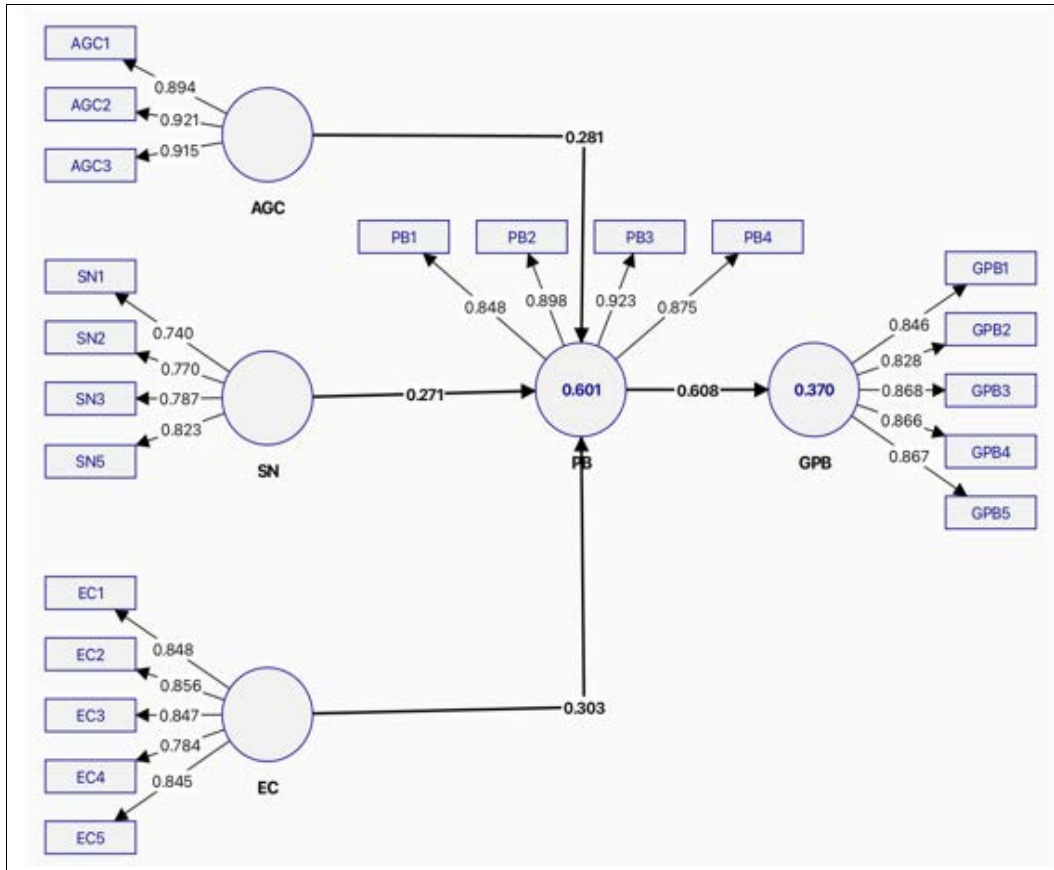 AGC1
0.894
AGC2
0.921
AGC3
0.915
AGC
0.281
PB1
PB2
PB3
PB4
0.848
0.898
0.923
0.875
SN1
0.740
SN2
0.770
SN3
0.787
SN5
0.823
SN
0.271
0.601
PB
0.608
0.370
GPB
GPB1
0.846
GPB2
0.828
GPB3
0.868
GPB4
0.866
GPB5
0.867
EC1
0.848
EC2
0.856
EC3
0.847
EC4
0.784
EC5
0.845
EC
0.303